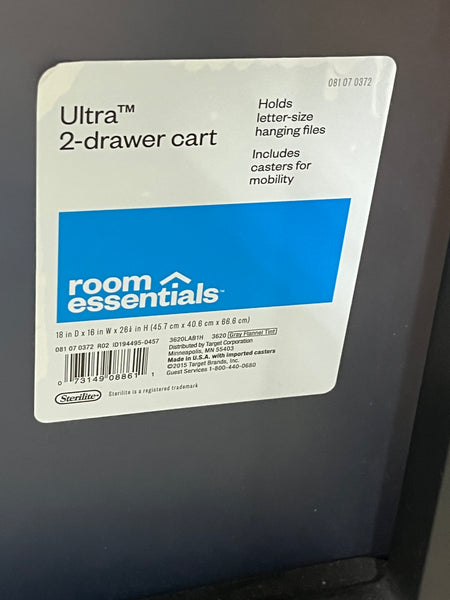 081 07 0372
Ultra™
2-drawer cart
Holds
letter-size
hanging files
Includes
casters for
mobility
room
essentials™
18 in D x 16 in W x 26¼ in H (45.7 cm x 40.6 cm x 66.6 cm)
081 07 0372 R02 ID194495-0457
3620LAB1H 3620 (Gray Flannel Tint)
Distributed by Target Corporation
Minneapolis, MN 55403
Made in U.S.A. with imported casters
©2015 Target Brands, Inc.
Guest Services 1-800-440-0680
0 73149 08861 1
Sterilite
Sterilite is a registered trademark